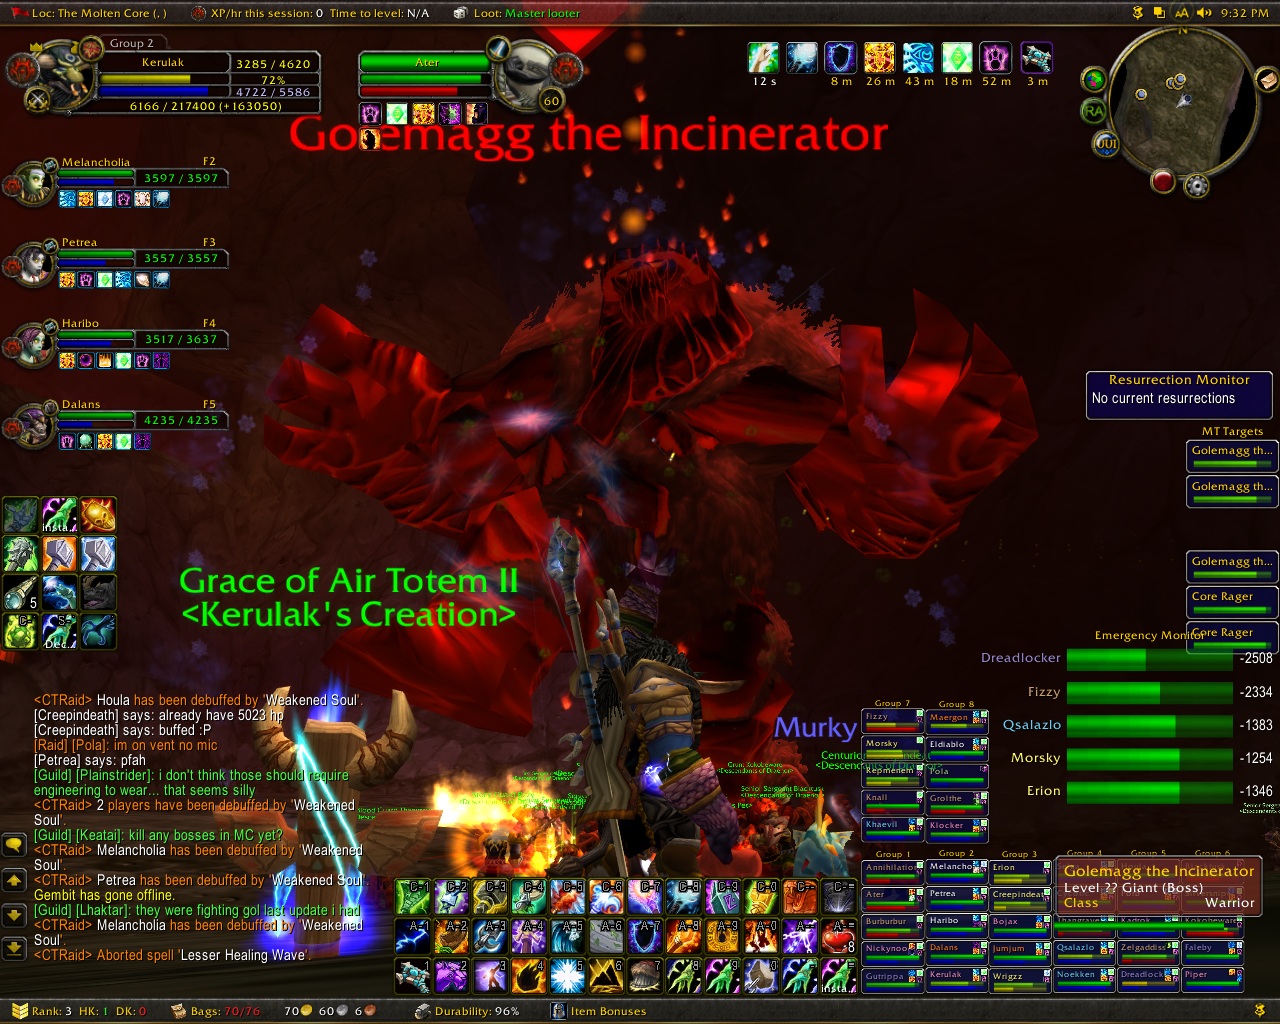 Loc: The Molten Core (, )
XP/hr this session: 0 Time to level: N/A
Loot: Master looter
9:32 PM
Group 2
Kerulak
3285 / 4620
72%
4722 / 5586
6166 / 217400 (+163050)
Ater
60
12 s
8 m
26 m
43 m
18 m
52 m
3 m
Golemagg the Incinerator
Melancholia F2
3597 / 3597
Petrea F3
3557 / 3557
Haribo F4
3517 / 3637
Dalans F5
4235 / 4235
Resurrection Monitor
No current resurrections
MT Targets
Golemagg th...
Golemagg th...
Golemagg th...
Core Rager
Core Rager
Emergency Monitor
Dreadlocker -2508
Fizzy -2334
Qsalazlo -1383
Morsky -1254
Erion -1346
Grace of Air Totem II
<Kerulak's Creation>
Murky
<CTRaid> Houla has been debuffed by 'Weakened Soul'.
[Creepindeath] says: already have 5023 hp
[Creepindeath] says: buffed :P
[Raid] [Pola]: im on vent no mic
[Petrea] says: pfah
[Guild] [Plainstrider]: i don't think those should require
engineering to wear... that seems silly
<CTRaid> 2 players have been debuffed by 'Weakened
Soul'.
[Guild] [Keatai]: kill any bosses in MC yet?
<CTRaid> Melancholia has been debuffed by 'Weakened
Soul'.
<CTRaid> Petrea has been debuffed by 'Weakened Soul'.
Gembit has gone offline.
[Guild] [Lhaktar]: they were fighting gol last update i had
<CTRaid> Melancholia has been debuffed by 'Weakened
Soul'.
<CTRaid> Aborted spell 'Lesser Healing Wave'.
Group 7 Group 8
Fizzy Maergon
Morsky Eldiablo
Kepmeleni Pola
Knall Grolthe
Khaevil Klocker
Group 1 Group 2 Group 3
Annihilatio Melancho Erion
Ater Petrea Creepindea
Burburbur Haribo Bojax
Nickynoo Dalans Jumjum Qsalazlo Zelgaddiss Faleby
Gutrippa Kerulak Wrigzz Noekken Dreadlock Piper
Golemagg the Incinerator
Level ?? Giant (Boss)
Class Warrior
Rank: 3 HK: 1 DK: 0
Bags: 70/76
70 60 6
Durability: 96%
Item Bonuses